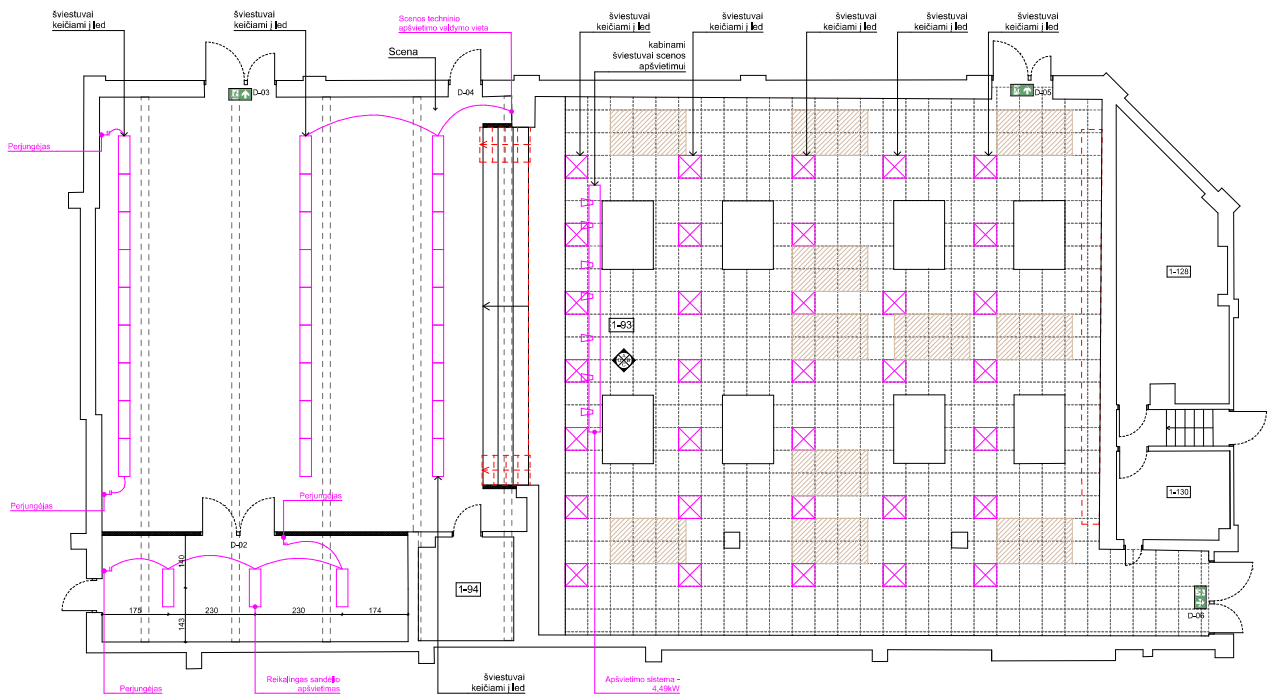 šviestuvai
keičiami į led
šviestuvai
keičiami į led
Scenos techninio
apšvietimo valdymo vieta
šviestuvai
keičiami į led
šviestuvai
keičiami į led
šviestuvai
keičiami į led
šviestuvai
keičiami į led
šviestuvai
keičiami į led
kabinami
šviestuvai scenos
apšvietimui
Scena
D-03
D-04
D-05
Perjungėjas
1-128
1-93
Perjungėjas
Perjungėjas
1-130
D-02
140
1-94
175
230
230
174
143
D-06
Perjungėjas
Reikalingas sandėlio
apšvietimas
šviestuvai
keičiami į led
Apšvietimo sistema -
4,49kW